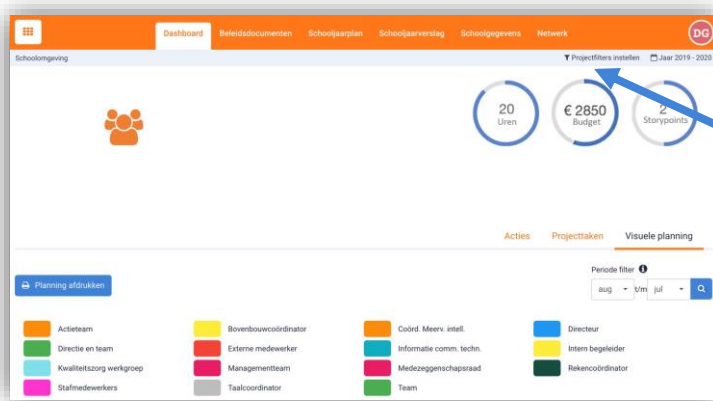 Dashboard Beleidsdocumenten Schooljaarplan Schooljaarverslag Schoolgegevens Netwerk DG
Schoolomgeving Projectfilters instellen Jaar 2019 - 2020
20
Uren
€ 2850
Budget
2
Storypoints
Acties Projecttaken Visuele planning
Periode filter
Planning afdrukken aug t/m jul
Actieteam Bovenbouwcoördinator Coörd. Meerv. intell. Directeur
Directie en team Externe medewerker Informatie comm. techn. Intern begeleider
Kwaliteitszorg werkgroep Managementteam Medezeggenschapsraad Rekencoördinator
Stafmedewerkers Taalcoordinator Team